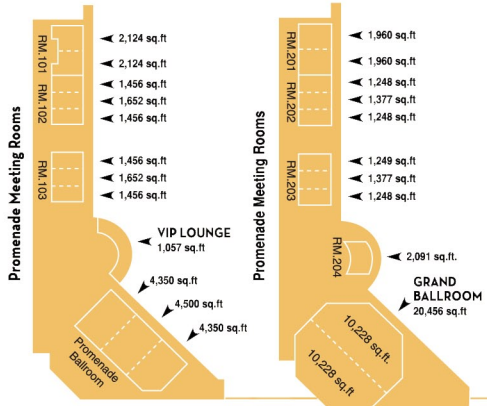 Promenade Meeting Rooms
RM.101
2,124 sq.ft
2,124 sq.ft
RM.102
1,456 sq.ft
1,652 sq.ft
1,456 sq.ft
RM.103
1,456 sq.ft
1,652 sq.ft
1,456 sq.ft
VIP LOUNGE
1,057 sq.ft
4,350 sq.ft
4,500 sq.ft
4,350 sq.ft
Promenade
Ballroom
Promenade Meeting Rooms
RM.201
1,960 sq.ft
1,960 sq.ft
RM.202
1,248 sq.ft
1,377 sq.ft
1,248 sq.ft
RM.203
1,249 sq.ft
1,377 sq.ft
1,248 sq.ft
RM.204
2,091 sq.ft.
GRAND
BALLROOM
20,456 sq.ft
10,228 sq.ft.
10,228 sq.ft